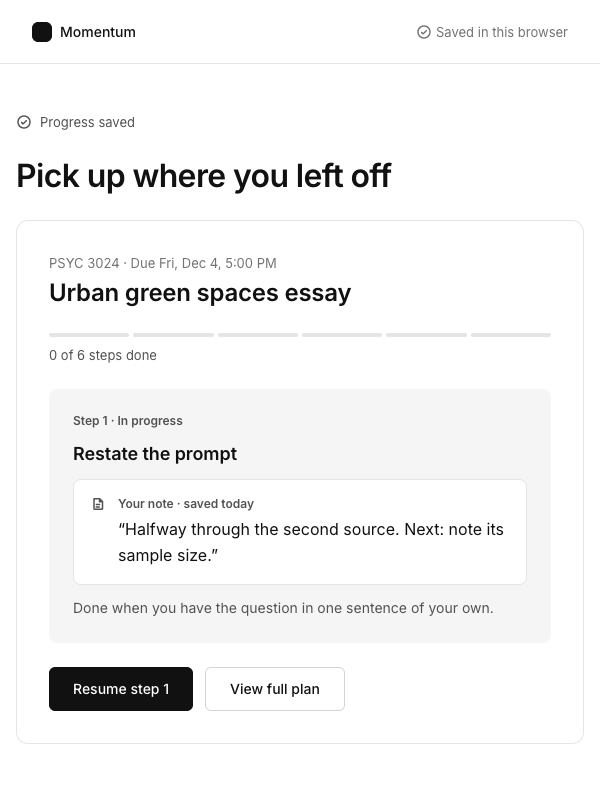 Momentum
Saved in this browser
Progress saved
Pick up where you left off
PSYC 3024 · Due Fri, Dec 4, 5:00 PM
Urban green spaces essay
0 of 6 steps done
Step 1 · In progress
Restate the prompt
Your note · saved today
“Halfway through the second source. Next: note its
sample size.”
Done when you have the question in one sentence of your own.
Resume step 1
View full plan